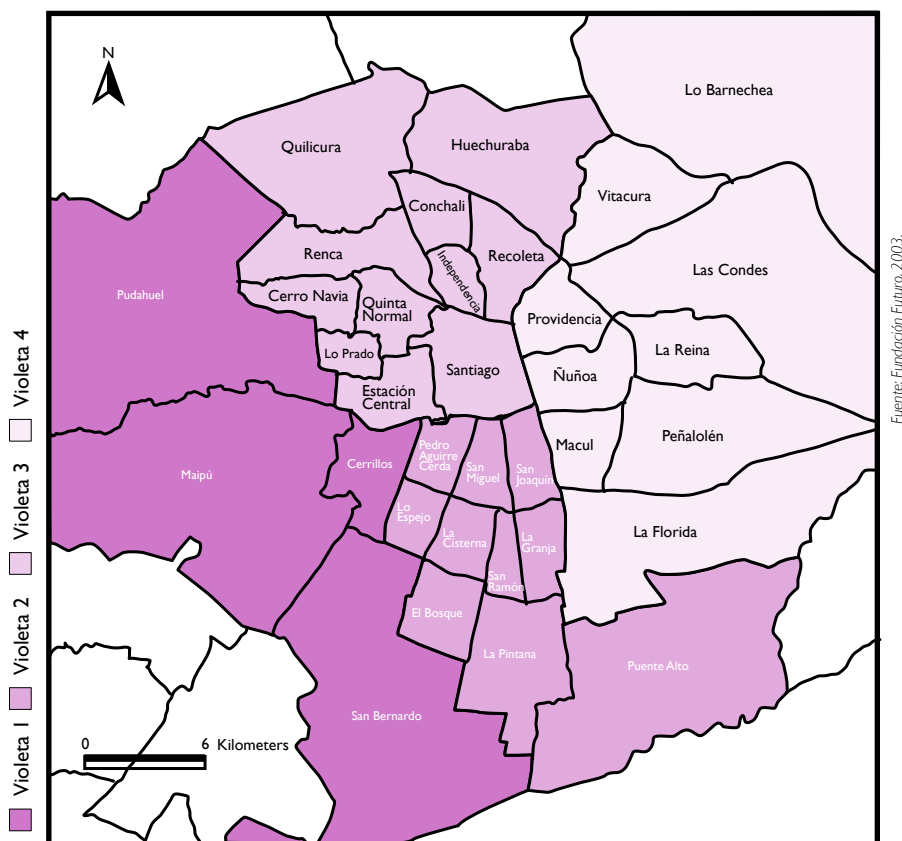 N
Lo Barnechea
Quilicura
Huechuraba
Vitacura
Conchali
Renca
Independencia
Recoleta
Las Condes
Pudahuel
Cerro Navia
Quinta
Normal
Providencia
Lo Prado
Santiago
La Reina
Ñuñoa
Estación
Central
Macul
Peñalolén
Maipú
Cerrillos
Pedro
Aguirre
Cerda
San
Miguel
San
Joaquín
Lo
Espejo
La
Cisterna
La
Granja
La Florida
San
Ramón
El Bosque
La Pintana
Puente Alto
San Bernardo
0 6 Kilometers
Violeta 1
Violeta 2
Violeta 3
Violeta 4
Fuente: Fundación Futuro, 2003.